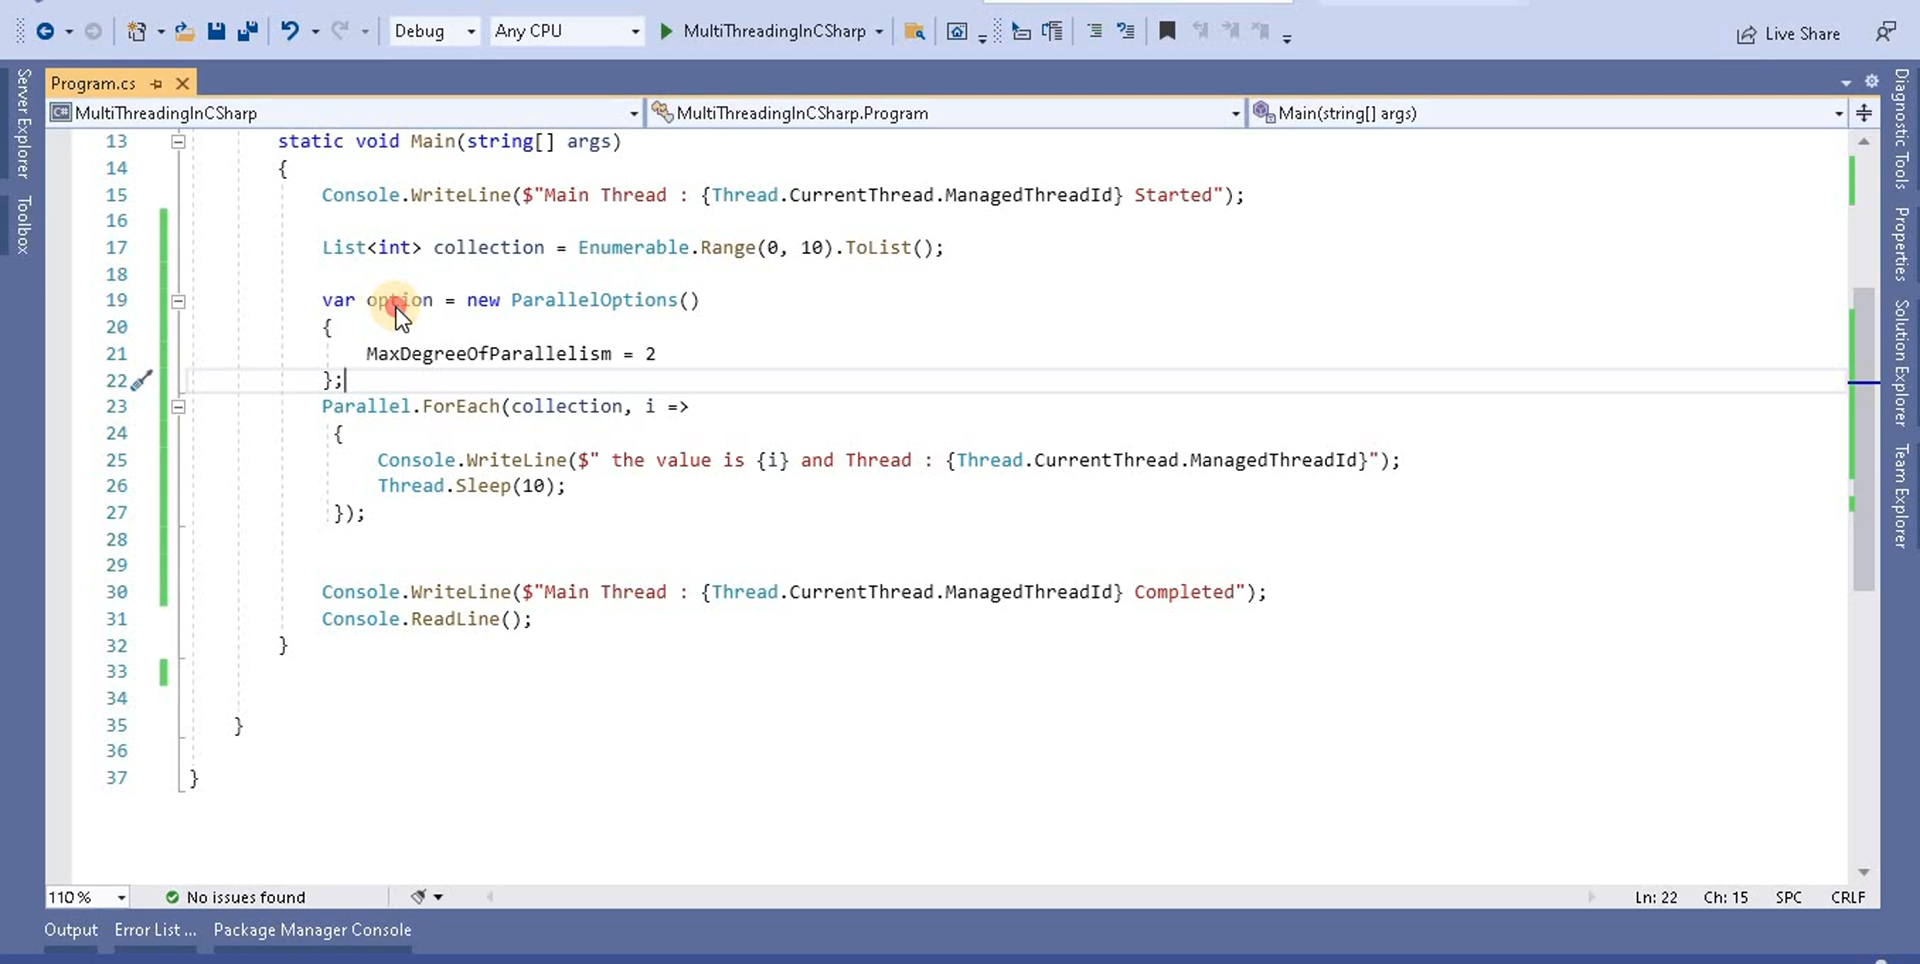 Debug Any CPU MultiThreadingInCSharp Live Share
Program.cs
MultiThreadingInCSharp MultiThreadingInCSharp.Program Main(string[] args)
13 static void Main(string[] args)
14 {
15 Console.WriteLine($"Main Thread : {Thread.CurrentThread.ManagedThreadId} Started");
16
17 List<int> collection = Enumerable.Range(0, 10).ToList();
18
19 var option = new ParallelOptions()
20 {
21 MaxDegreeOfParallelism = 2
22 };
23 Parallel.ForEach(collection, i =>
24 {
25 Console.WriteLine($" the value is {i} and Thread : {Thread.CurrentThread.ManagedThreadId}");
26 Thread.Sleep(10);
27 });
28
29
30 Console.WriteLine($"Main Thread : {Thread.CurrentThread.ManagedThreadId} Completed");
31 Console.ReadLine();
32 }
33
34
35 }
36
37 }
110 % No issues found Ln: 22 Ch: 15 SPC CRLF
Output Error List ... Package Manager Console
Server Explorer
Toolbox
Diagnostic Tools
Properties
Solution Explorer
Team Explorer